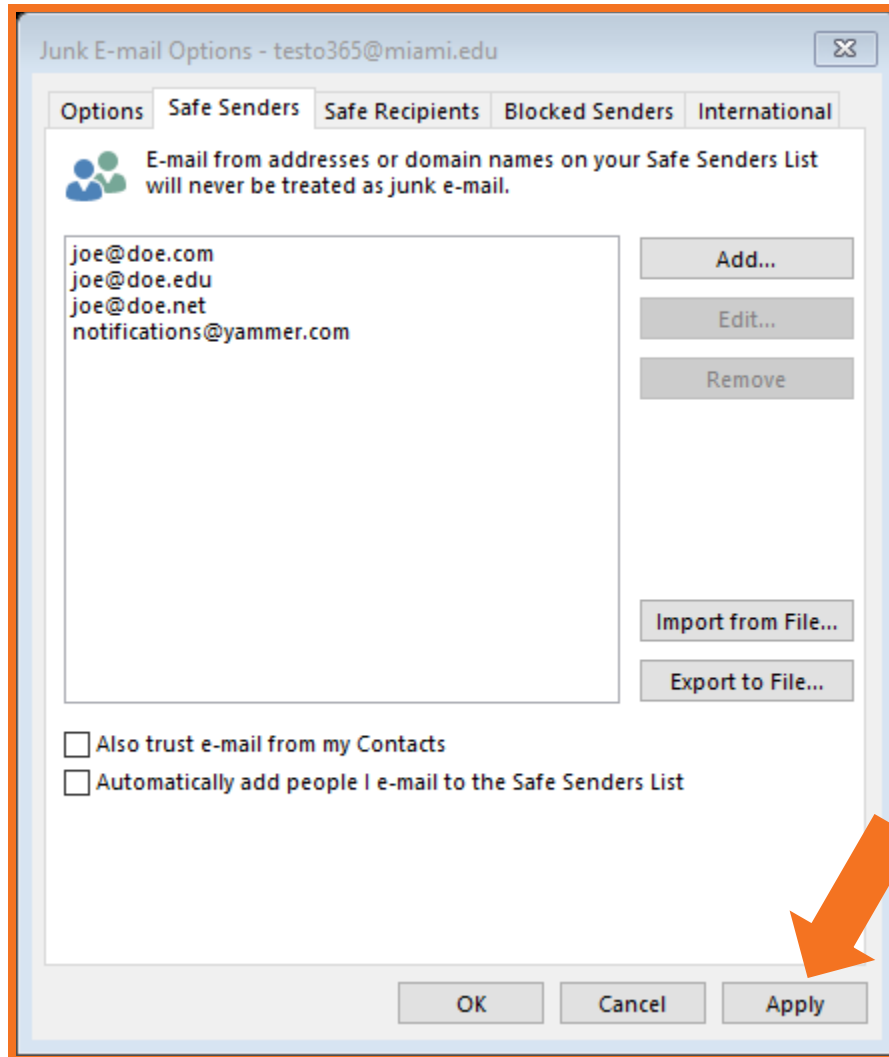 Junk E-mail Options - testo365@miami.edu
Options Safe Senders Safe Recipients Blocked Senders International
E-mail from addresses or domain names on your Safe Senders List
will never be treated as junk e-mail.
joe@doe.com
joe@doe.edu
joe@doe.net
notifications@yammer.com
Add...
Edit...
Remove
Import from File...
Export to File...
Also trust e-mail from my Contacts
Automatically add people I e-mail to the Safe Senders List
OK Cancel Apply